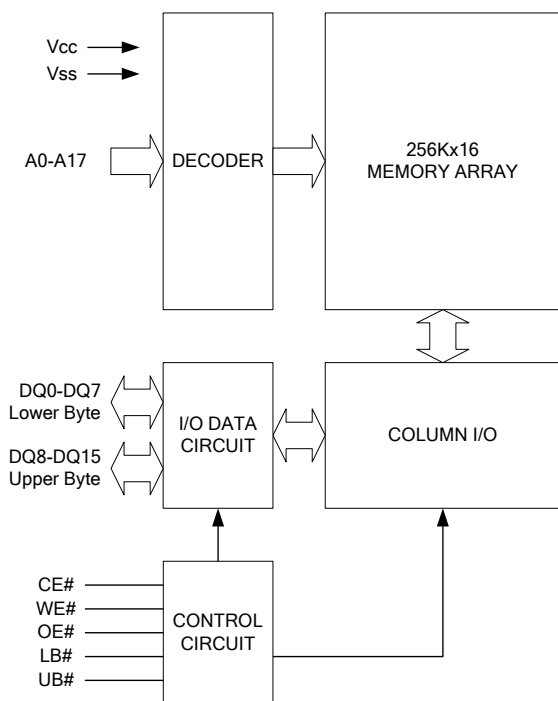 Vcc
Vss
A0-A17
DECODER
256Kx16
MEMORY ARRAY
DQ0-DQ7
Lower Byte
DQ8-DQ15
Upper Byte
I/O DATA
CIRCUIT
COLUMN I/O
CE#
WE#
OE#
LB#
UB#
CONTROL
CIRCUIT